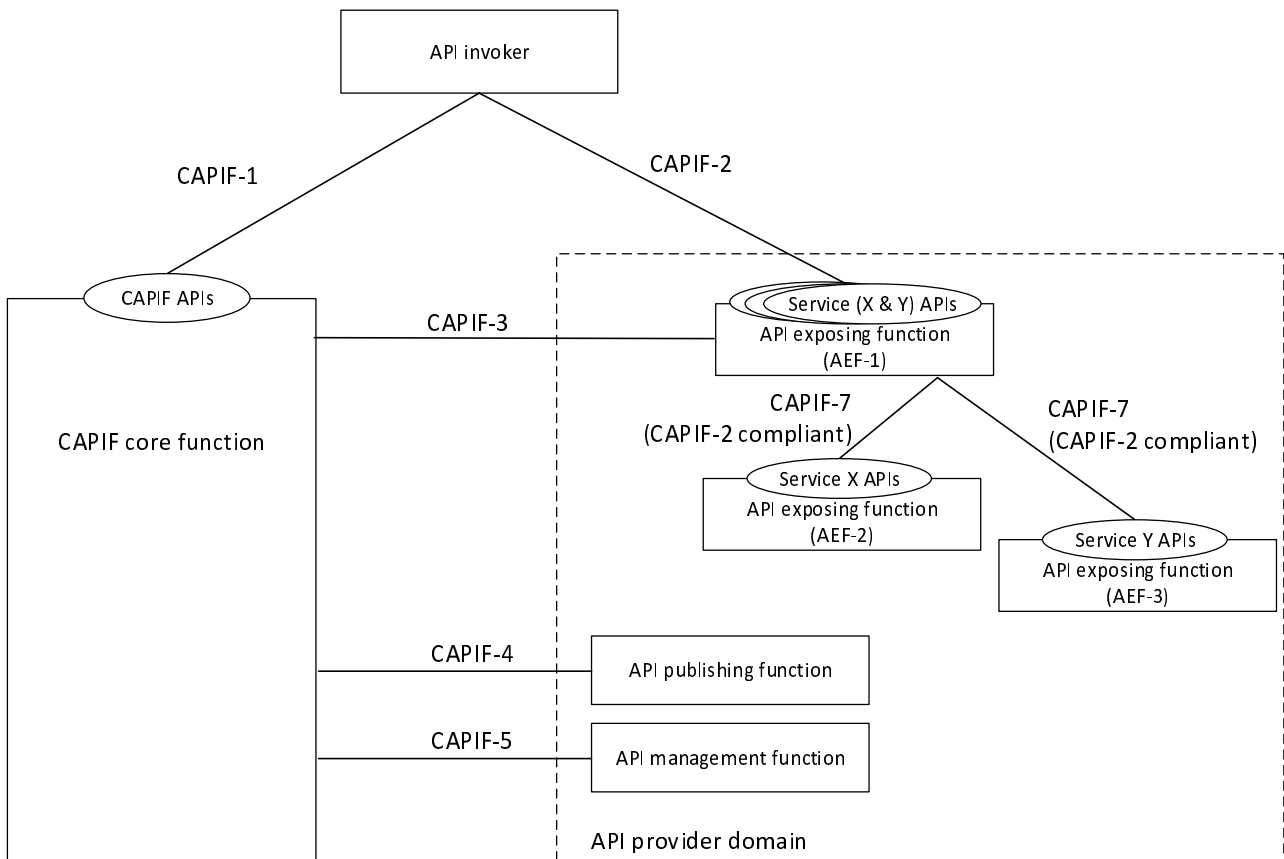 API invoker
CAPIF-1
CAPIF-2
CAPIF APIs
Service (X & Y) APIs
CAPIF-3
API exposing function
(AEF-1)
CAPIF-7
(CAPIF-2 compliant)
CAPIF-7
(CAPIF-2 compliant)
CAPIF core function
Service X APIs
API exposing function
(AEF-2)
Service Y APIs
API exposing function
(AEF-3)
CAPIF-4
API publishing function
CAPIF-5
API management function
API provider domain